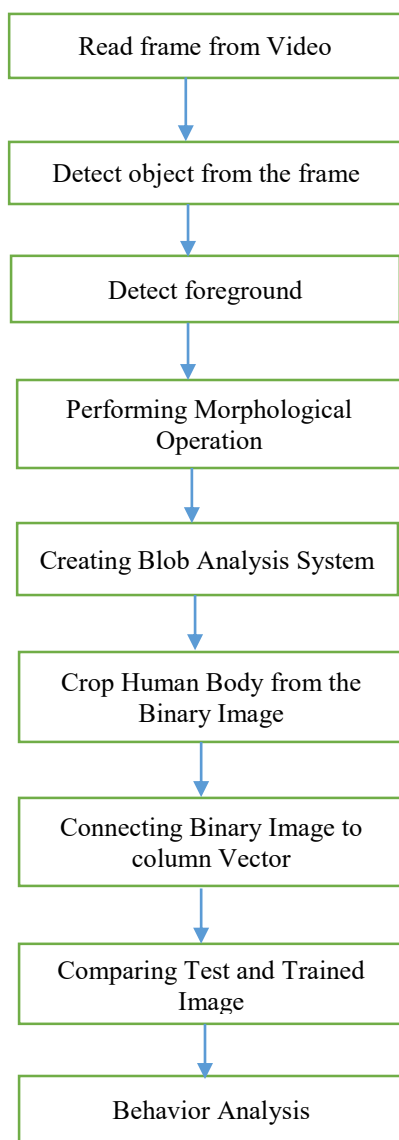 Read frame from Video
Detect object from the frame
Detect foreground
Performing Morphological
Operation
Creating Blob Analysis System
Crop Human Body from the
Binary Image
Connecting Binary Image to
column Vector
Comparing Test and Trained
Image
Behavior Analysis